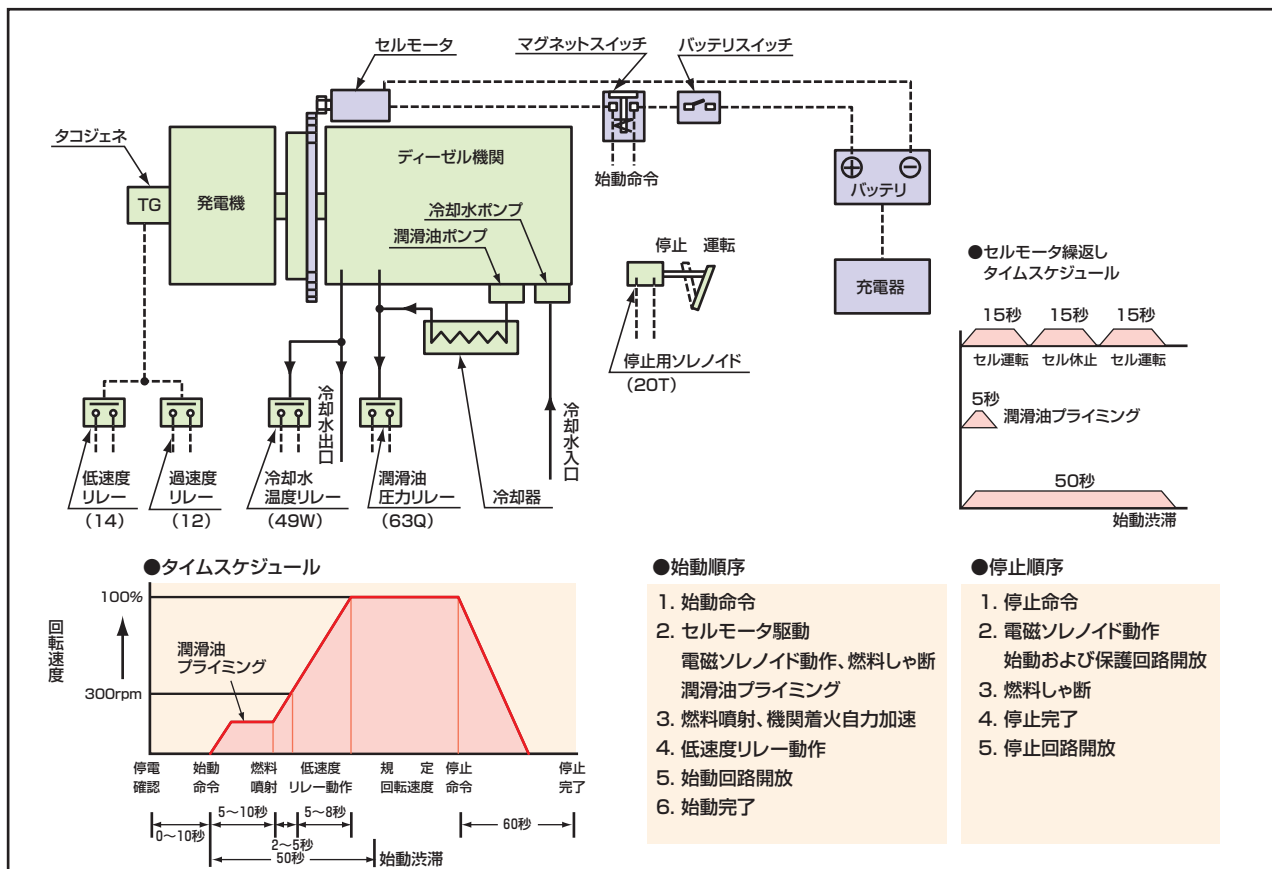 セルモータ
マグネットスイッチ
バッテリスイッチ
タコジェネ
TG
発電機
ディーゼル機関
冷却水ポンプ
潤滑油ポンプ
始動命令
バッテリ
充電器
停止 運転
停止用ソレノイド
(20T)
冷却水出口
冷却水入口
低速度
リレー
(14)
過速度
リレー
(12)
冷却水
温度リレー
(49W)
潤滑油
圧力リレー
(63Q)
冷却器
●セルモータ繰返し
タイムスケジュール
15秒 15秒 15秒
セル運転 セル休止 セル運転
5秒
潤滑油プライミング
50秒
始動渋滞
●タイムスケジュール
100%
回転速度
潤滑油
プライミング
300rpm
停電
確認
始動
命令
燃料
噴射
低速度
リレー動作
規定
回転速度
停止
命令
停止
完了
5〜10秒
5〜8秒
0〜10秒
2〜5秒
60秒
50秒
始動渋滞
●始動順序
1. 始動命令
2. セルモータ駆動
電磁ソレノイド動作、燃料しゃ断
潤滑油プライミング
3. 燃料噴射、機関着火自力加速
4. 低速度リレー動作
5. 始動回路開放
6. 始動完了
●停止順序
1. 停止命令
2. 電磁ソレノイド動作
始動および保護回路開放
3. 燃料しゃ断
4. 停止完了
5. 停止回路開放